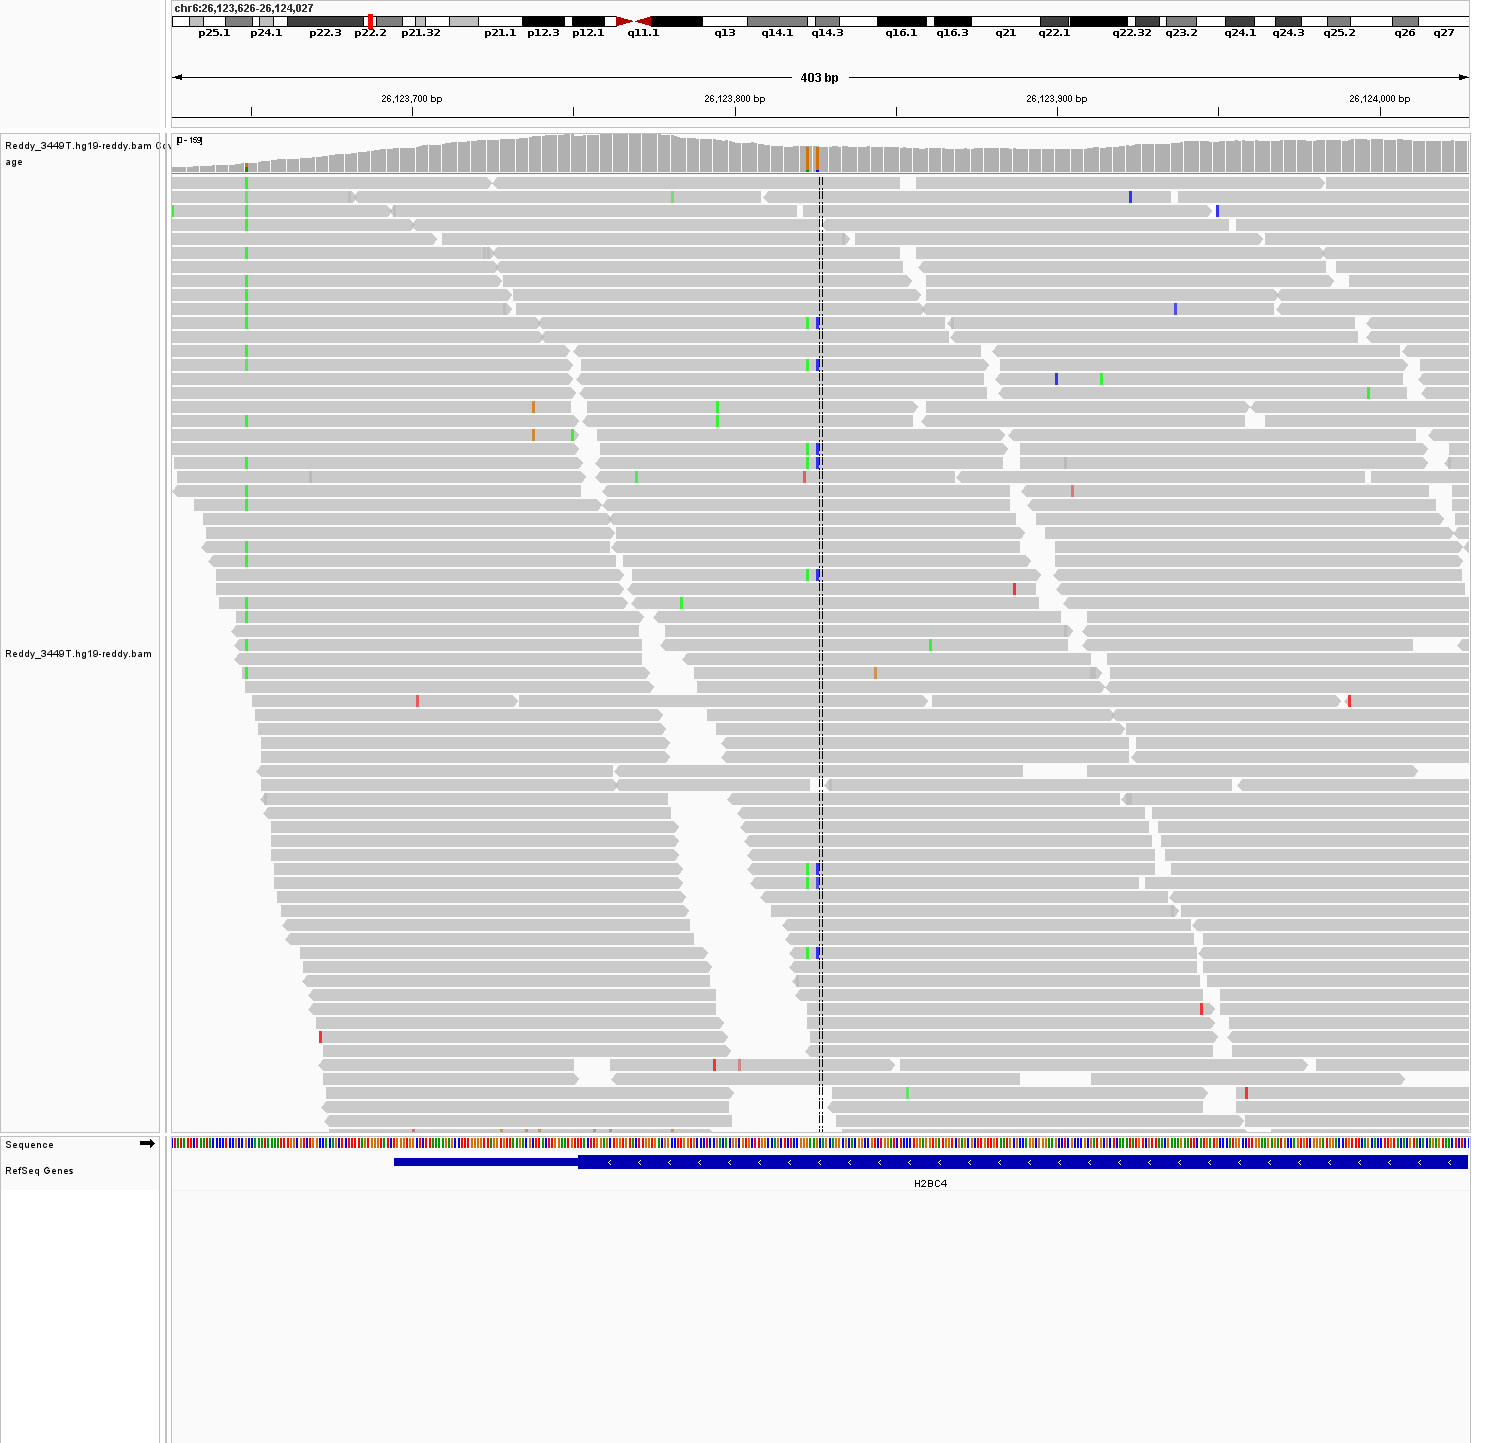 chr6:26,123,626-26,124,027
p25.1 p24.1 p22.3 p22.2 p21.32 p21.1 p12.3 p12.1 q11.1 q13 q14.1 q14.3 q16.1 q16.3 q21 q22.1 q22.32 q23.2 q24.1 q24.3 q25.2 q26 q27
403 bp
26,123,700 bp 26,123,800 bp 26,123,900 bp 26,124,000 bp
[0 - 159]
Reddy_3449T.hg19-reddy.bam Cov
age
Reddy_3449T.hg19-reddy.bam
Sequence
RefSeq Genes
H2BC4